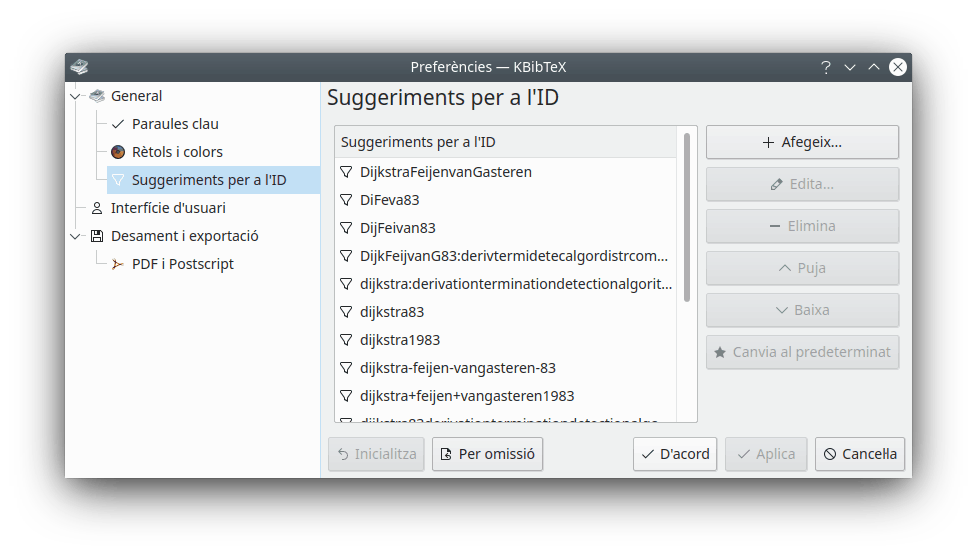 Preferències — KBibTeX
General
Paraules clau
Rètols i colors
Suggeriments per a l'ID
Interfície d'usuari
Desament i exportació
PDF i Postscript
Suggeriments per a l'ID
Suggeriments per a l'ID
DijkstraFeijenvanGasteren
DiFeva83
DijFeivan83
DijkFeijvanG83:derivtermidetecalgordistrcom...
dijkstra:derivationterminationdetectionalgorit...
dijkstra83
dijkstra1983
dijkstra-feijen-vangasteren-83
dijkstra+feijen+vangasteren1983
Afegeix...
Edita...
Elimina
Puja
Baixa
Canvia al predeterminat
Inicialitza
Per omissió
D'acord
Aplica
Cancel·la